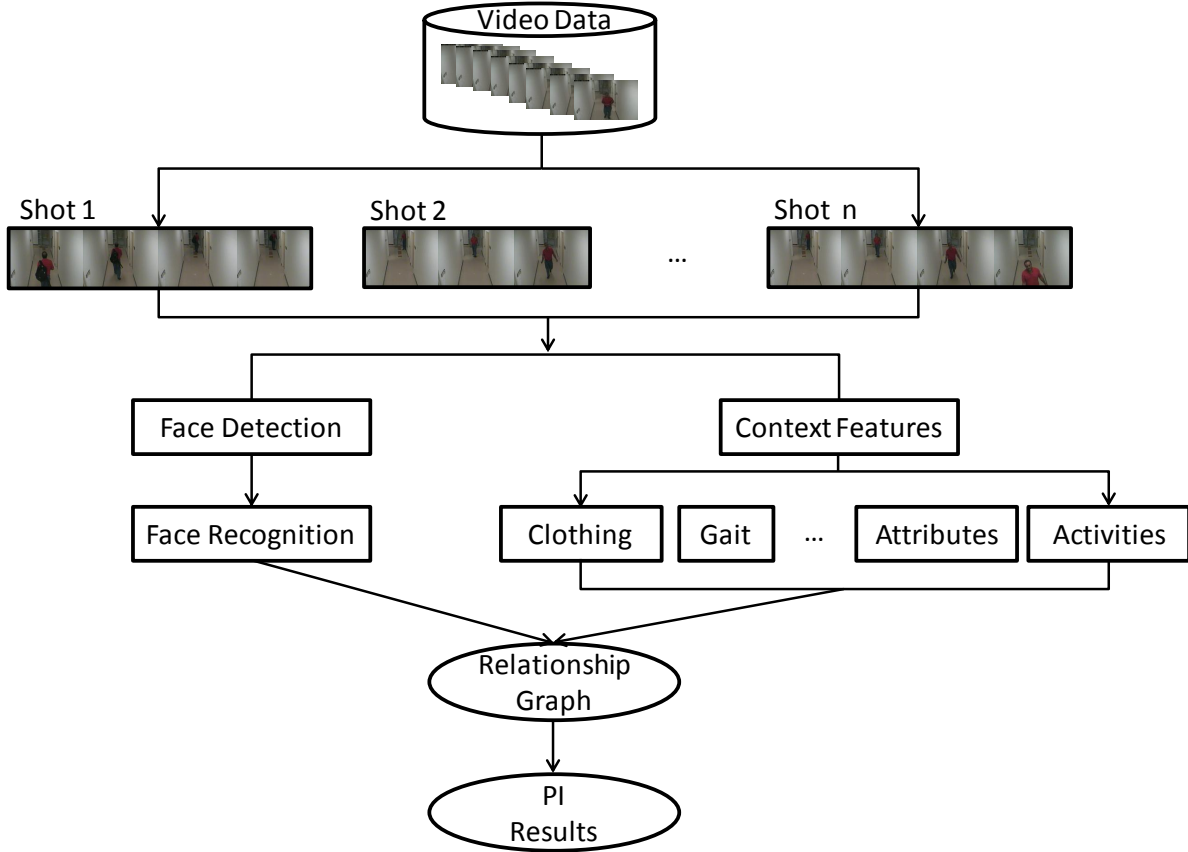 Video Data
Shot 1
Shot 2
...
Shot n
Face Detection
Context Features
Face Recognition
Clothing
Gait
...
Attributes
Activities
Relationship
Graph
PI
Results